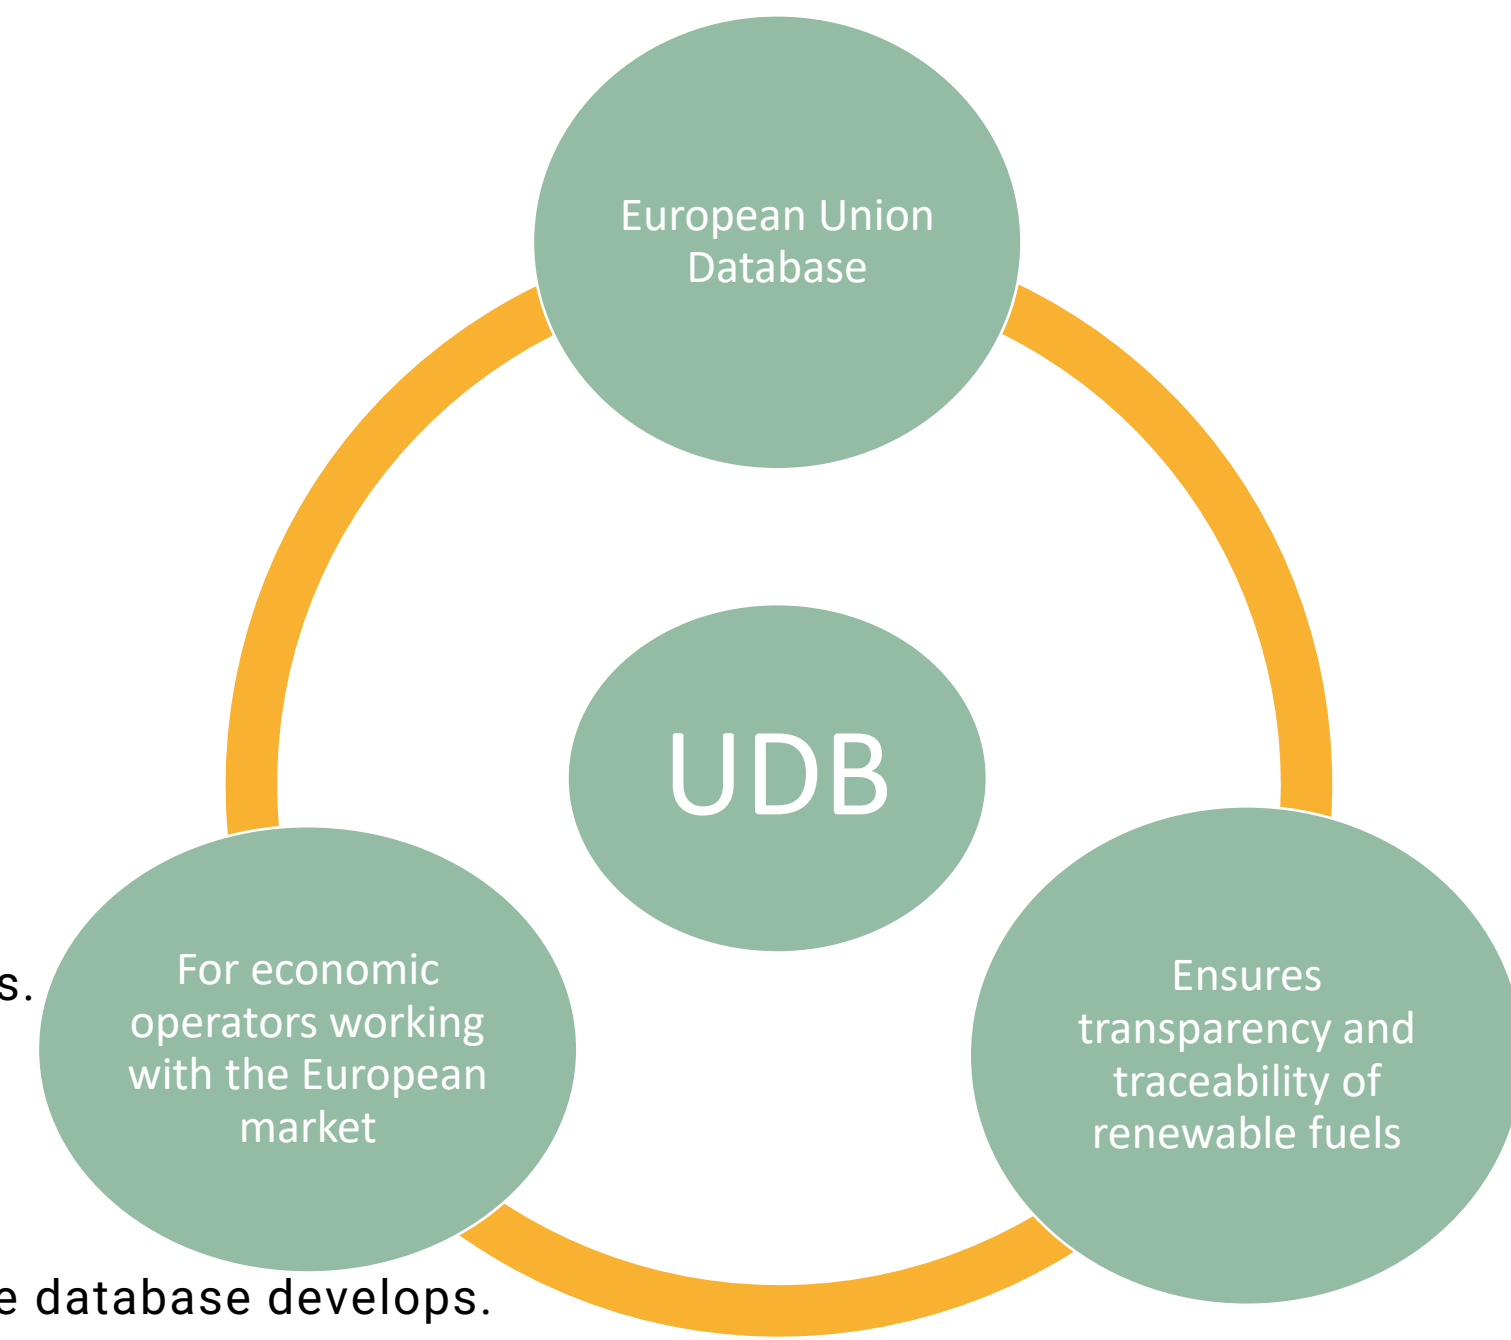 European Union
Database
UDB
For economic
operators working
with the European
market
Ensures
transparency and
traceability of
renewable fuels
s.
e database develops.